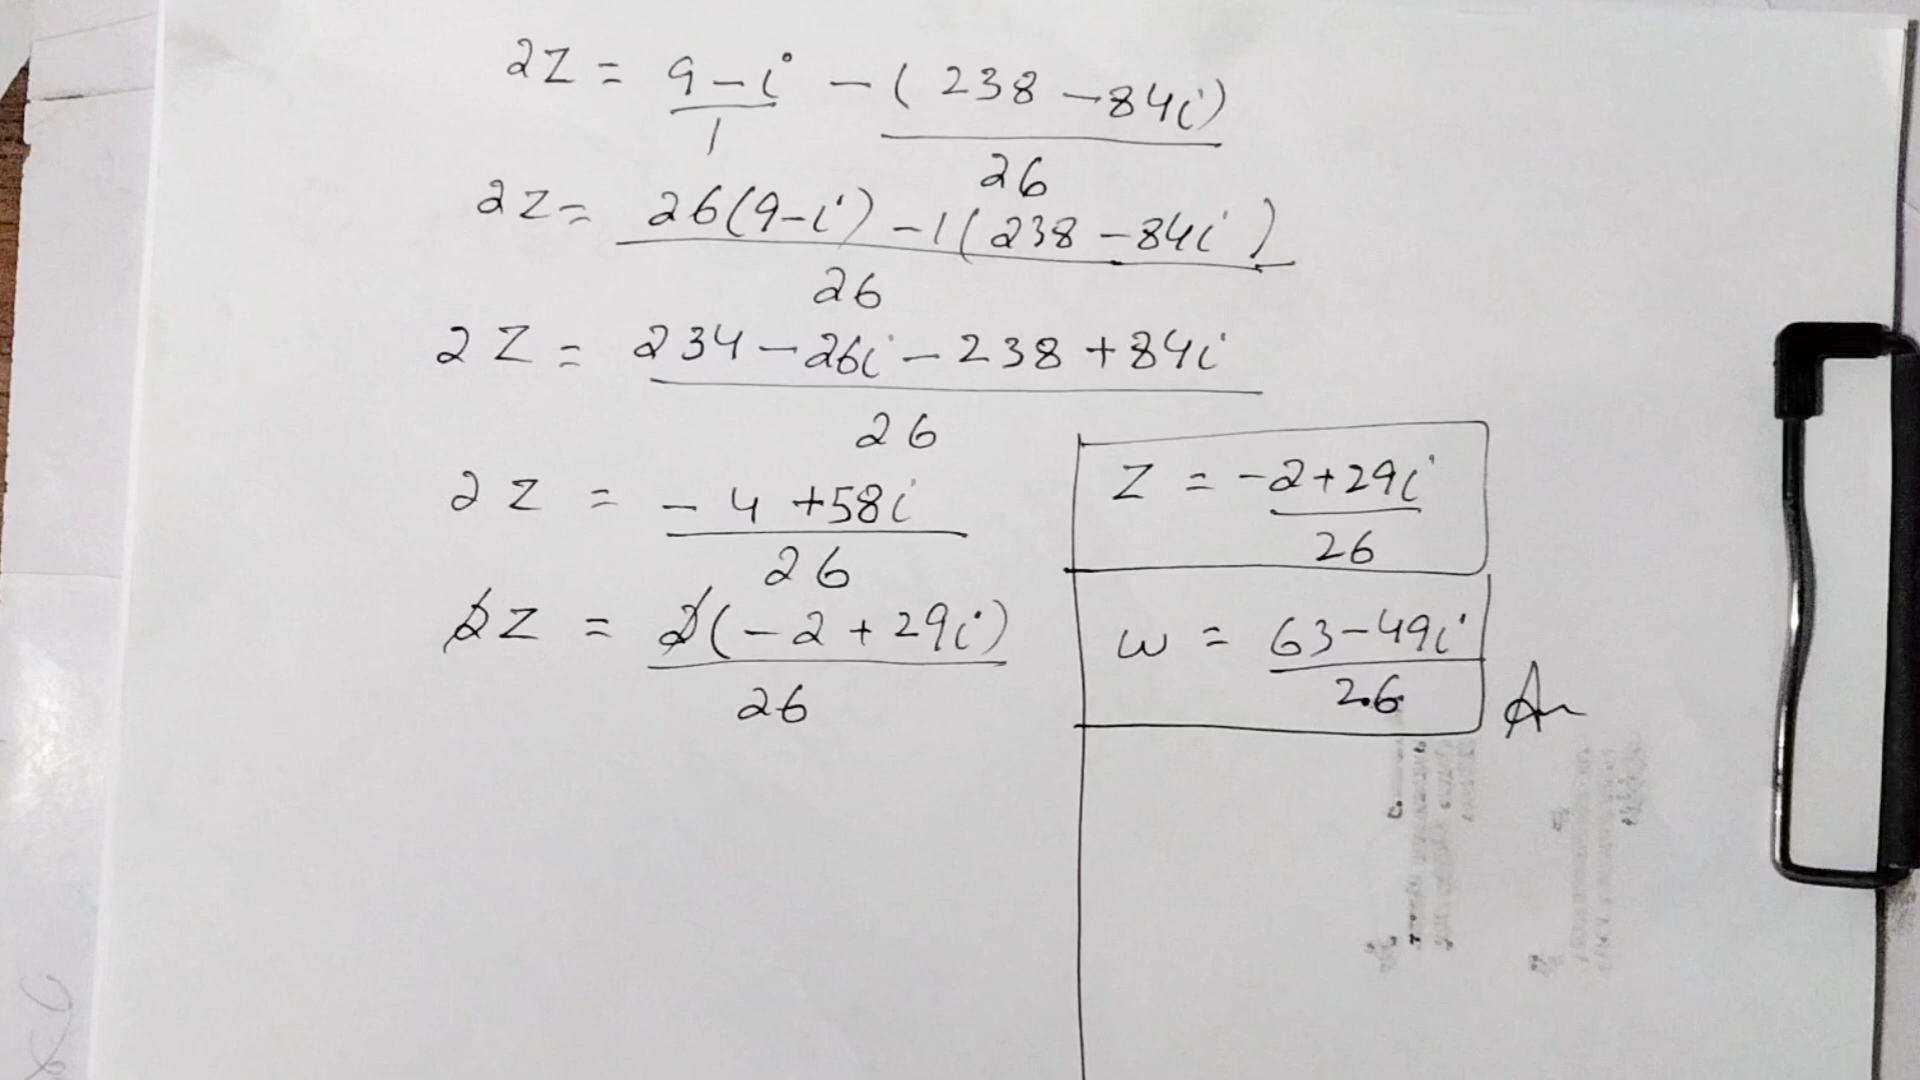 2Z = 9-i/1 - (238-84i)/26
2Z = 26(9-i) - 1(238-84i)/26
2Z = 234-26i-238+84i/26
2Z = -4+58i/26
2Z = 2(-2+29i)/26
Z = -2+29i/26
w = 63-49i/26